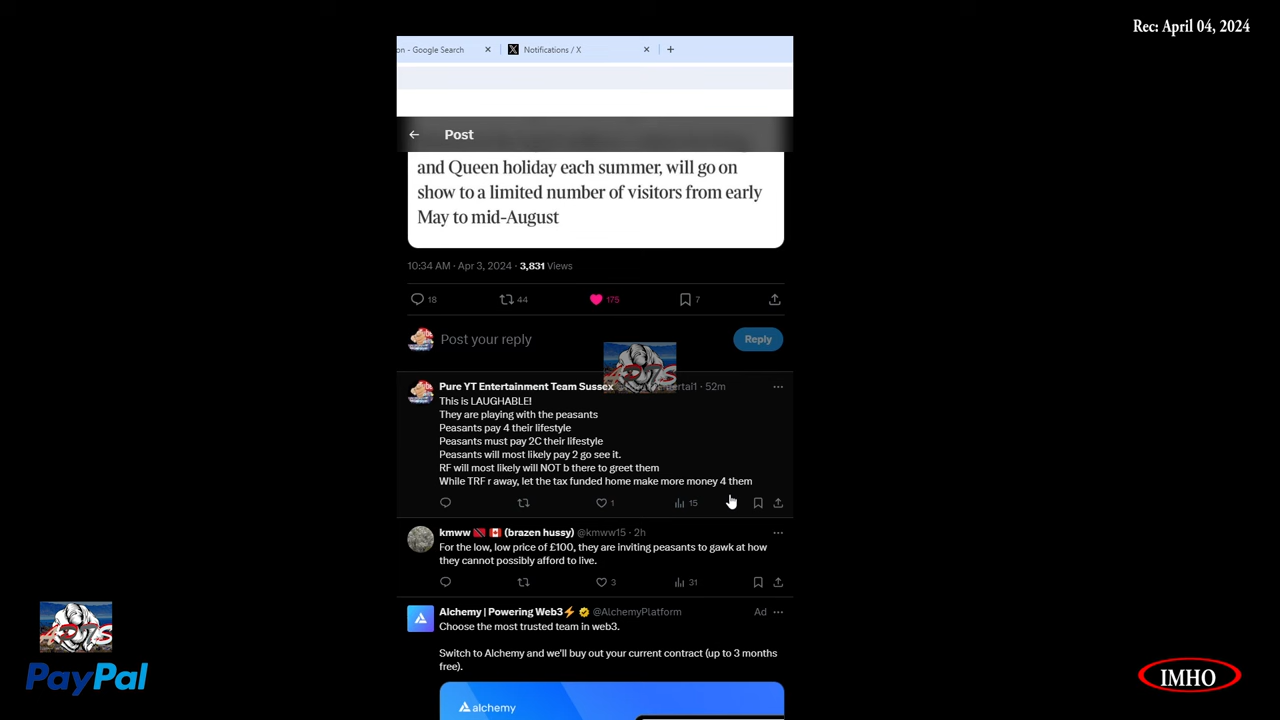 Rec: April 04, 2024
on - Google Search
Notifications / X
Post
and Queen holiday each summer, will go on
show to a limited number of visitors from early
May to mid-August
10:34 AM · Apr 3, 2024 · 3,831 Views
18 44 175 7
Post your reply
Reply
Pure YT Entertainment Team Sussex · 52m
This is LAUGHABLE!
They are playing with the peasants
Peasants pay 4 their lifestyle
Peasants must pay 2C their lifestyle
Peasants will most likely pay 2 go see it.
RF will most likely will NOT b there to greet them
While TRF r away, let the tax funded home make more money 4 them
1 15
kmww (brazen hussy) @kmww15 · 2h
For the low, low price of £100, they are inviting peasants to gawk at how
they cannot possibly afford to live.
3 31
Alchemy | Powering Web3 @AlchemyPlatform
Ad
Choose the most trusted team in web3.
Switch to Alchemy and we'll buy out your current contract (up to 3 months
free).
alchemy
PayPal
IMHO